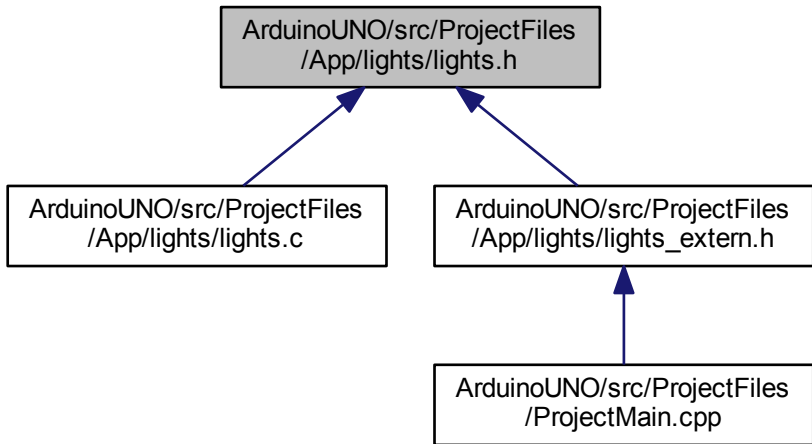 ArduinoUNO/src/ProjectFiles
/App/lights/lights.h
ArduinoUNO/src/ProjectFiles
/App/lights/lights.c
ArduinoUNO/src/ProjectFiles
/App/lights/lights_extern.h
ArduinoUNO/src/ProjectFiles
/ProjectMain.cpp